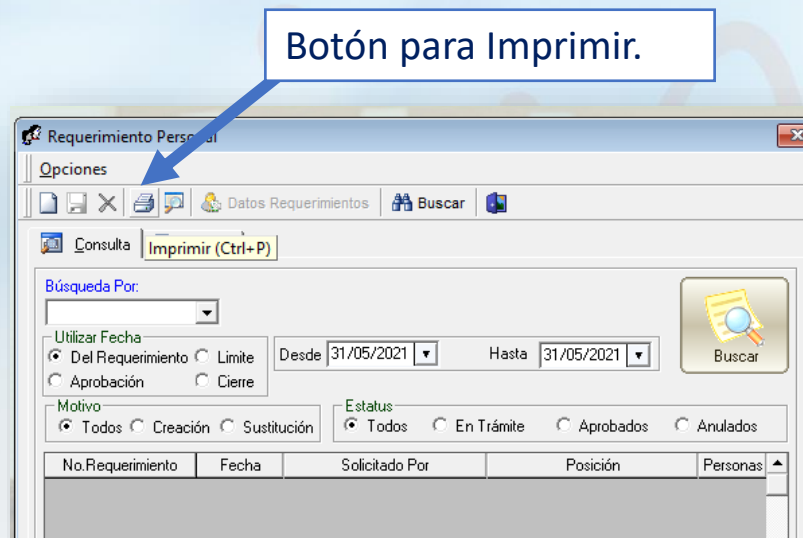 Botón para Imprimir.
Requerimiento Perso al
Opciones
Datos Requerimientos Buscar
Consulta
Imprimir (Ctrl+P)
Búsqueda Por:
Utilizar Fecha
Del Requerimiento Limite Desde 31/05/2021 Hasta 31/05/2021 Buscar
Aprobación Cierre
Motivo Estatus
Todos Creación Sustitución Todos En Trámite Aprobados Anulados
No.Requerimiento Fecha Solicitado Por Posición Personas